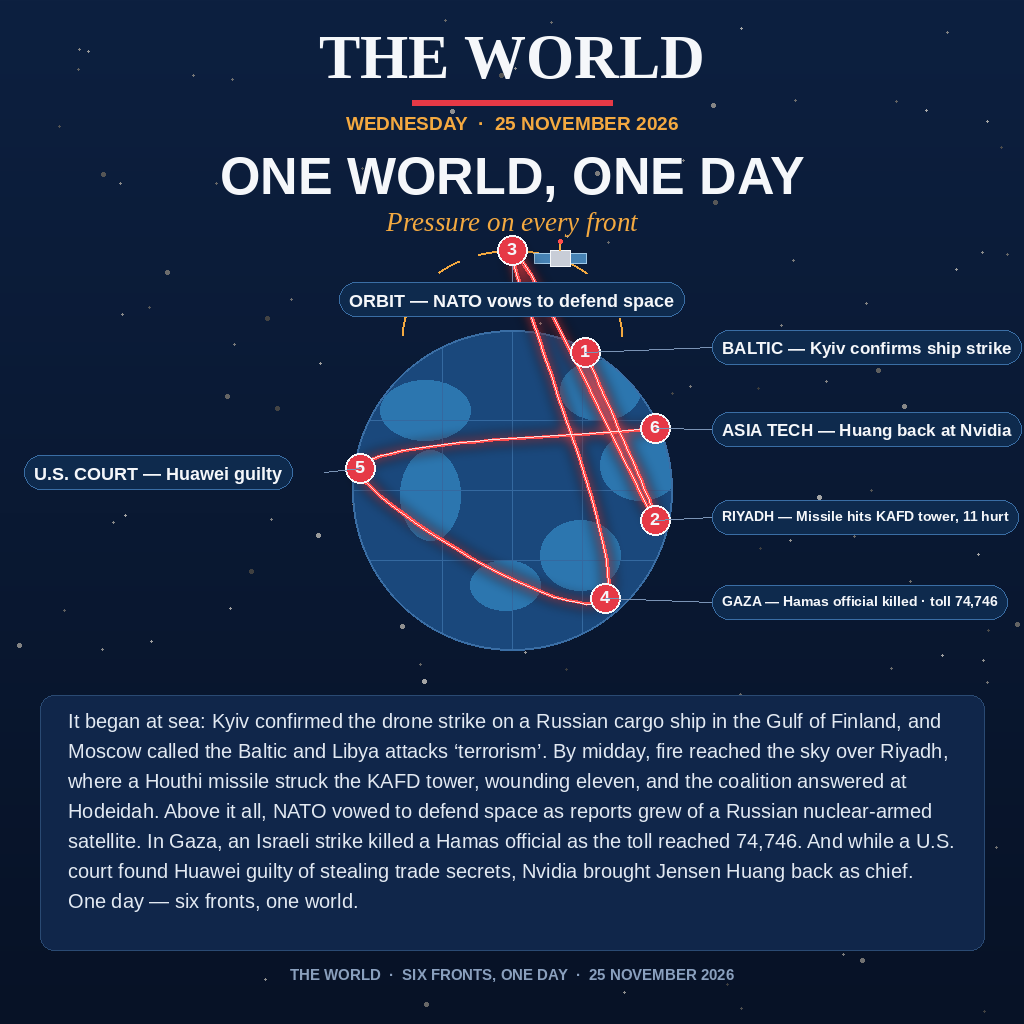 THE WORLD
WEDNESDAY · 25 NOVEMBER 2026
ONE WORLD, ONE DAY
Pressure on every front
3
ORBIT — NATO vows to defend space
1
BALTIC — Kyiv confirms ship strike
6
ASIA TECH — Huang back at Nvidia
U.S. COURT — Huawei guilty
5
2
RIYADH — Missile hits KAFD tower, 11 hurt
4
GAZA — Hamas official killed · toll 74,746
It began at sea: Kyiv confirmed the drone strike on a Russian cargo ship in the Gulf of Finland, and
Moscow called the Baltic and Libya attacks ‘terrorism’. By midday, fire reached the sky over Riyadh,
where a Houthi missile struck the KAFD tower, wounding eleven, and the coalition answered at
Hodeidah. Above it all, NATO vowed to defend space as reports grew of a Russian nuclear-armed
satellite. In Gaza, an Israeli strike killed a Hamas official as the toll reached 74,746. And while a U.S.
court found Huawei guilty of stealing trade secrets, Nvidia brought Jensen Huang back as chief.
One day — six fronts, one world.
THE WORLD · SIX FRONTS, ONE DAY · 25 NOVEMBER 2026